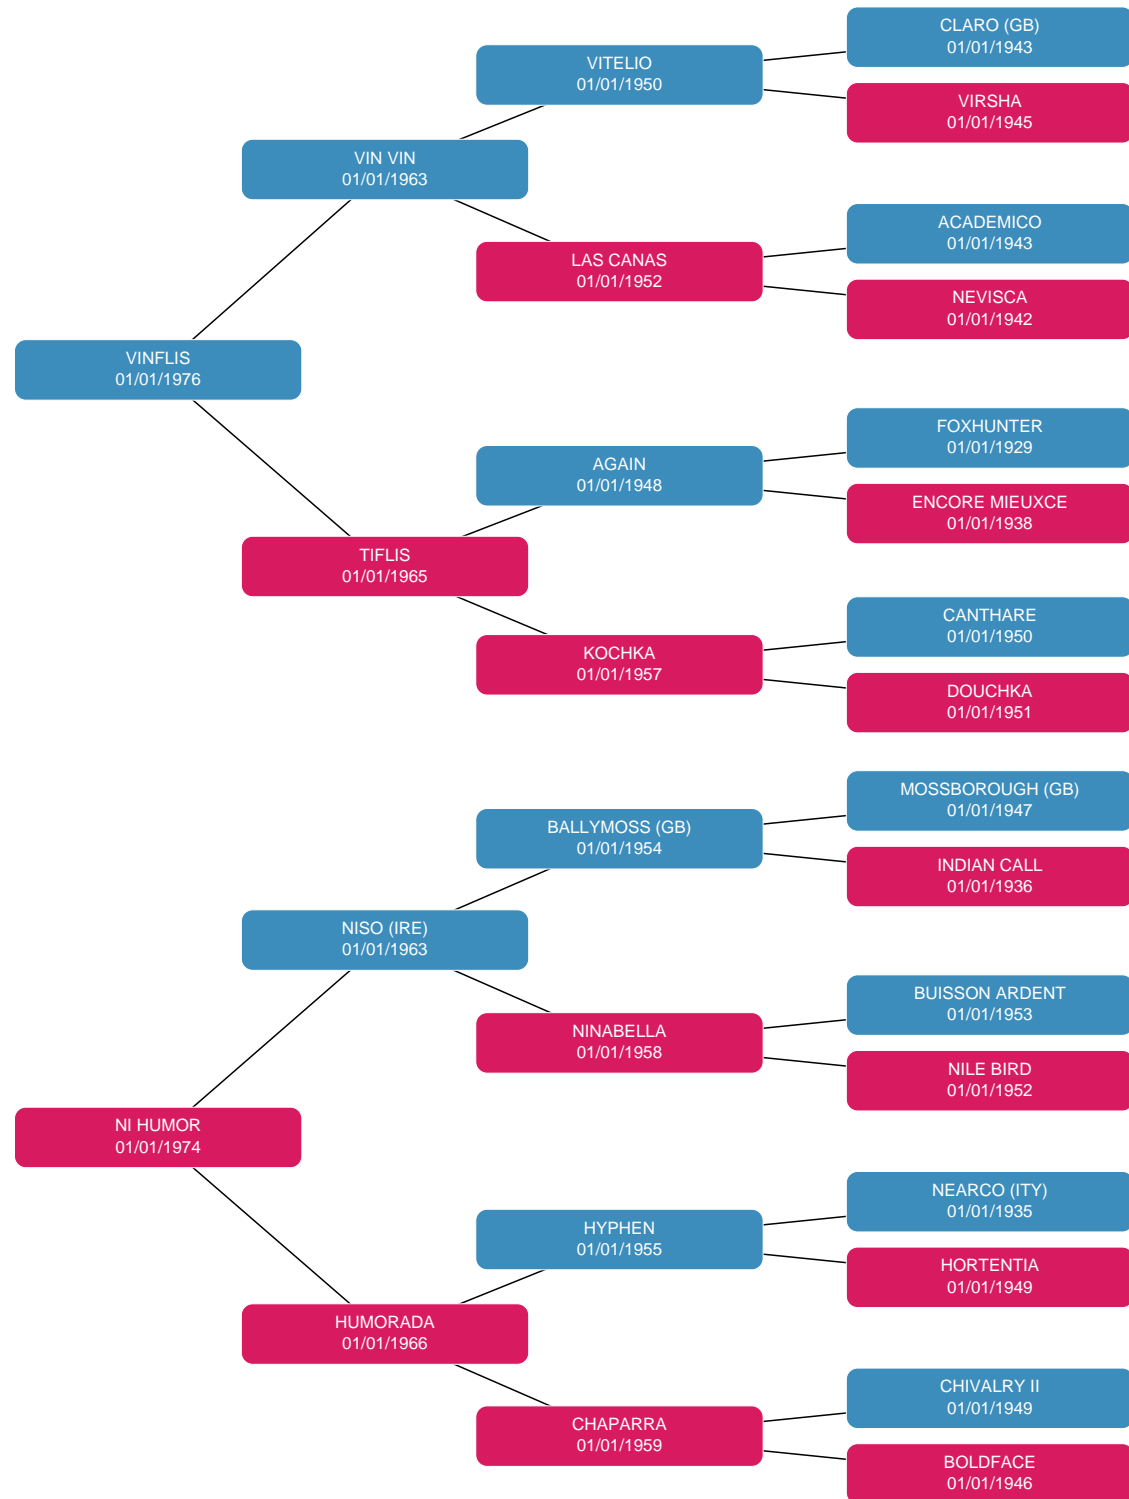 CLARO (GB)
01/01/1943
VITELIO
01/01/1950
VIRSHA
01/01/1945
VIN VIN
01/01/1963
ACADEMICO
01/01/1943
LAS CANAS
01/01/1952
NEVISCA
01/01/1942
VINFLIS
01/01/1976
FOXHUNTER
01/01/1929
AGAIN
01/01/1948
ENCORE MIEUXCE
01/01/1938
TIFLIS
01/01/1965
CANTHARE
01/01/1950
KOCHKA
01/01/1957
DOUCHKA
01/01/1951
MOSSBOROUGH (GB)
01/01/1947
BALLYMOSS (GB)
01/01/1954
INDIAN CALL
01/01/1936
NISO (IRE)
01/01/1963
BUISSON ARDENT
01/01/1953
NINABELLA
01/01/1958
NILE BIRD
01/01/1952
NI HUMOR
01/01/1974
NEARCO (ITY)
01/01/1935
HYPHEN
01/01/1955
HORTENTIA
01/01/1949
HUMORADA
01/01/1966
CHIVALRY II
01/01/1949
CHAPARRA
01/01/1959
BOLDFACE
01/01/1946